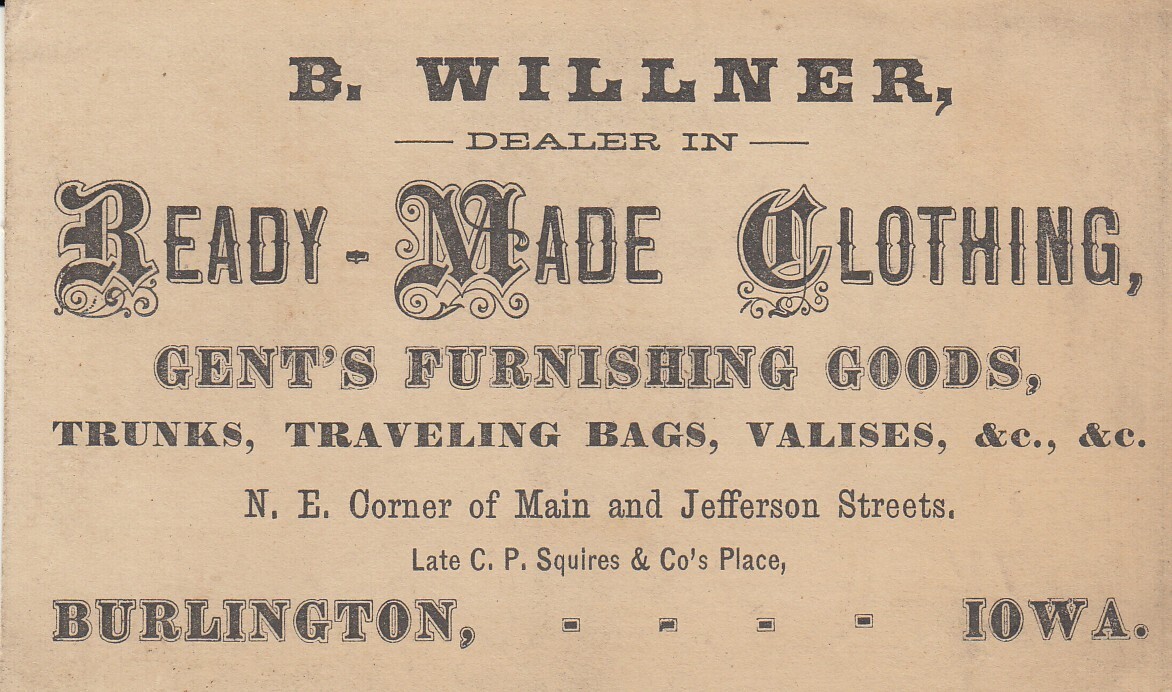 B. WILLNER,
— DEALER IN —
READY-MADE CLOTHING,
GENT'S FURNISHING GOODS,
TRUNKS, TRAVELING BAGS, VALISES, &c., &c.
N. E. Corner of Main and Jefferson Streets.
Late C. P. Squires & Co's Place,
BURLINGTON, - - - - IOWA.